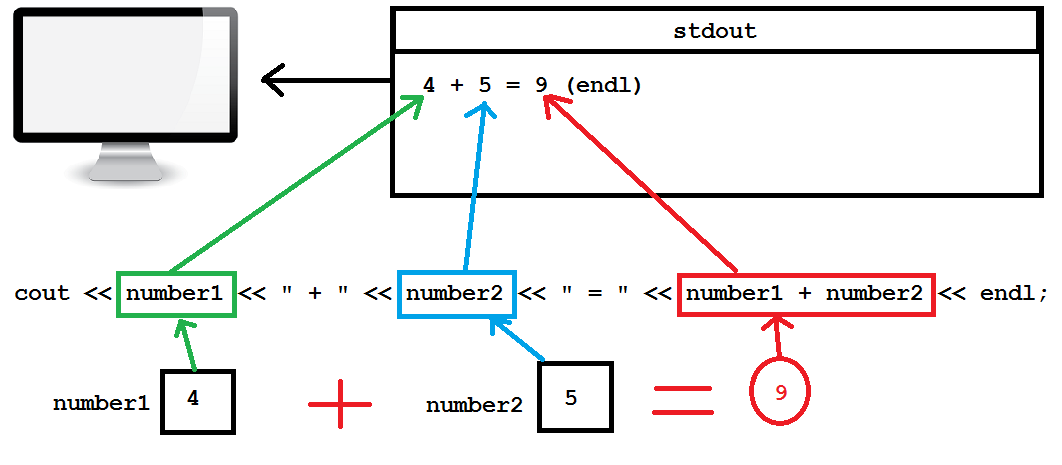 stdout
4 + 5 = 9 (endl)
cout << number1 << " + " << number2 << " = " << number1 + number2 << endl;
number1 4 + number2 5 = 9